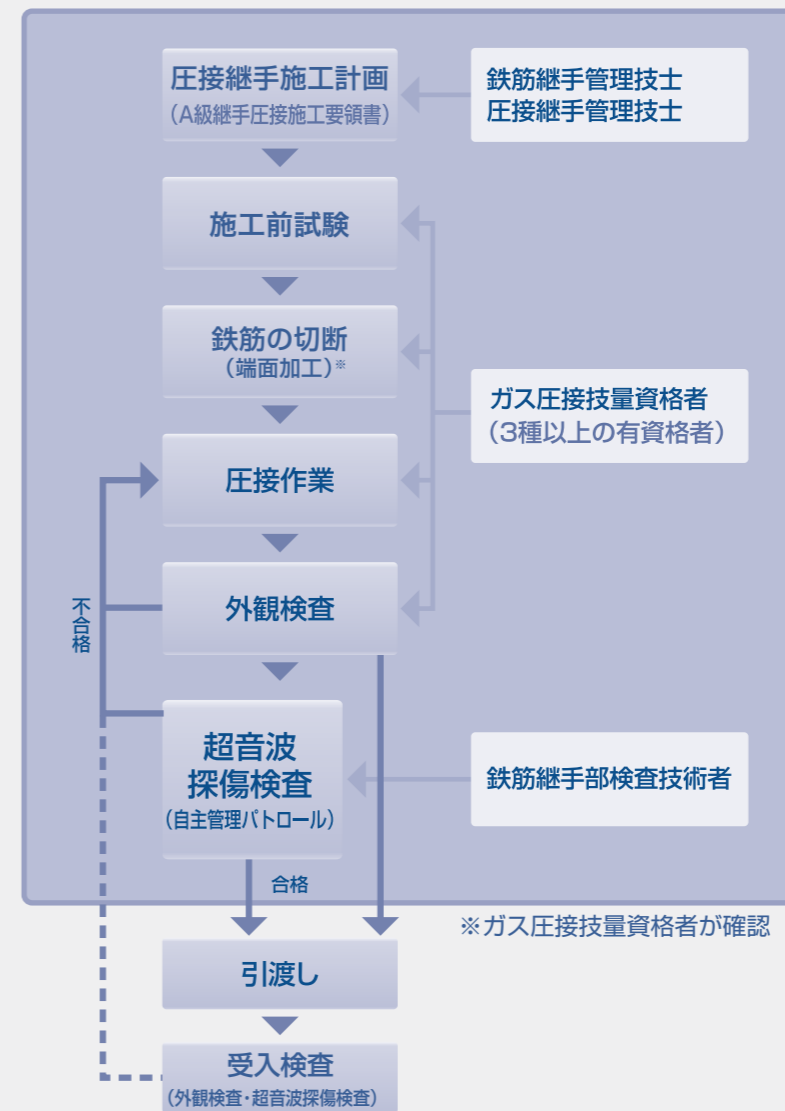 圧接継手施工計画
（A級継手圧接施工要領書）
鉄筋継手管理技士
圧接継手管理技士
施工前試験
鉄筋の切断
（端面加工）※
ガス圧接技量資格者
（3種以上の有資格者）
圧接作業
外観検査
不合格
超音波
探傷検査
（自主管理パトロール）
鉄筋継手部検査技術者
合格
※ガス圧接技量資格者が確認
引渡し
受入検査
（外観検査・超音波探傷検査）